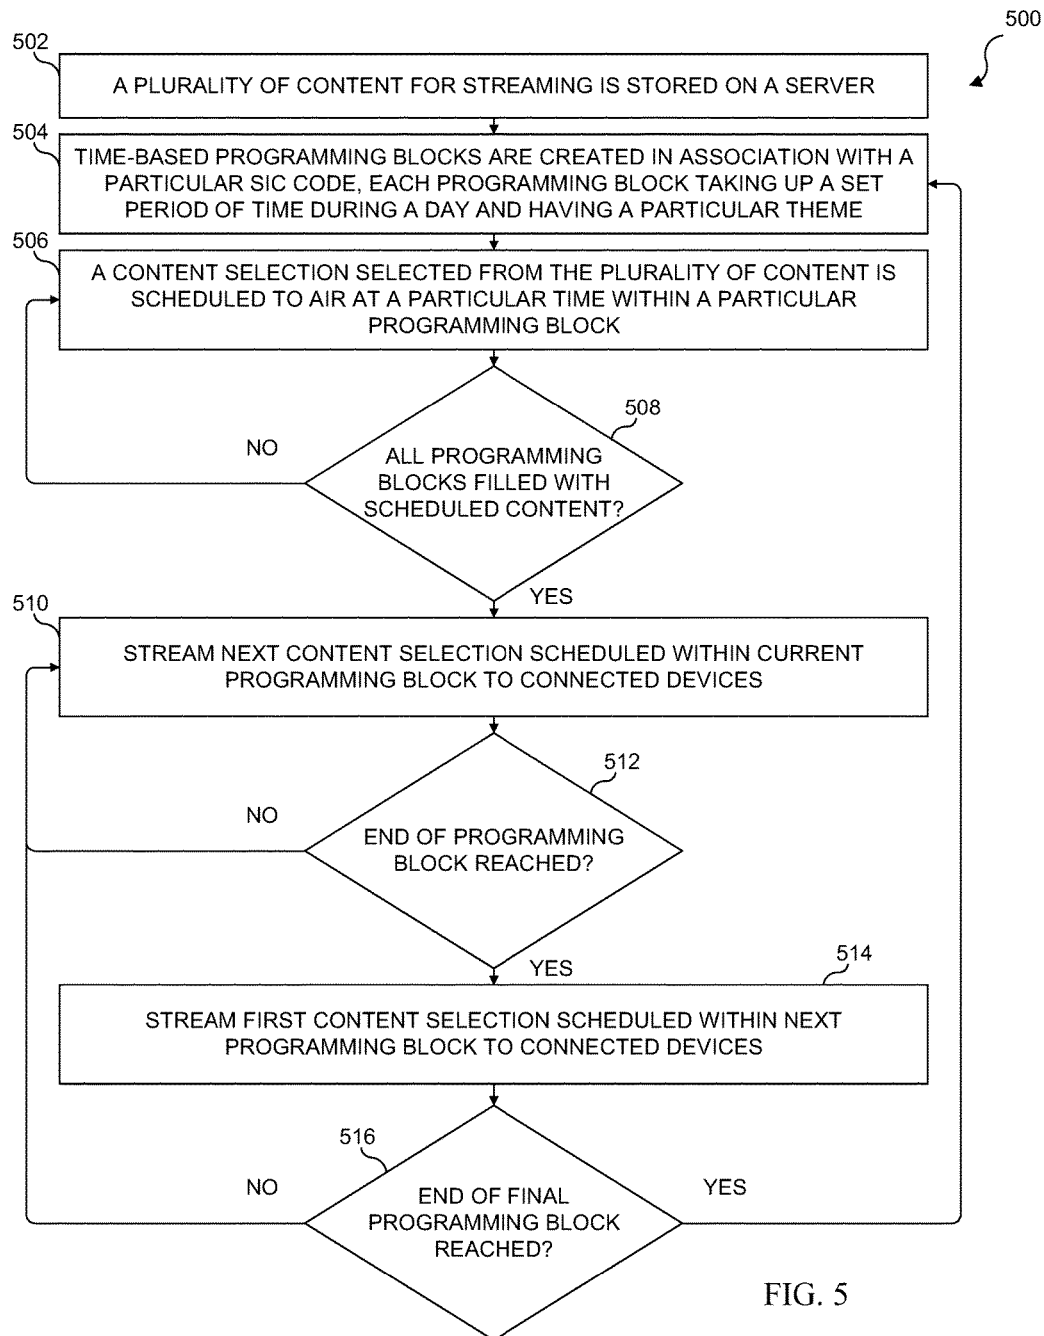 500
502
A PLURALITY OF CONTENT FOR STREAMING IS STORED ON A SERVER
504
TIME-BASED PROGRAMMING BLOCKS ARE CREATED IN ASSOCIATION WITH A
PARTICULAR SIC CODE, EACH PROGRAMMING BLOCK TAKING UP A SET
PERIOD OF TIME DURING A DAY AND HAVING A PARTICULAR THEME
506
A CONTENT SELECTION SELECTED FROM THE PLURALITY OF CONTENT IS
SCHEDULED TO AIR AT A PARTICULAR TIME WITHIN A PARTICULAR
PROGRAMMING BLOCK
508
NO
ALL PROGRAMMING
BLOCKS FILLED WITH
SCHEDULED CONTENT?
YES
510
STREAM NEXT CONTENT SELECTION SCHEDULED WITHIN CURRENT
PROGRAMMING BLOCK TO CONNECTED DEVICES
512
NO
END OF PROGRAMMING
BLOCK REACHED?
YES
514
STREAM FIRST CONTENT SELECTION SCHEDULED WITHIN NEXT
PROGRAMMING BLOCK TO CONNECTED DEVICES
516
NO
YES
END OF FINAL
PROGRAMMING BLOCK
REACHED?
FIG. 5